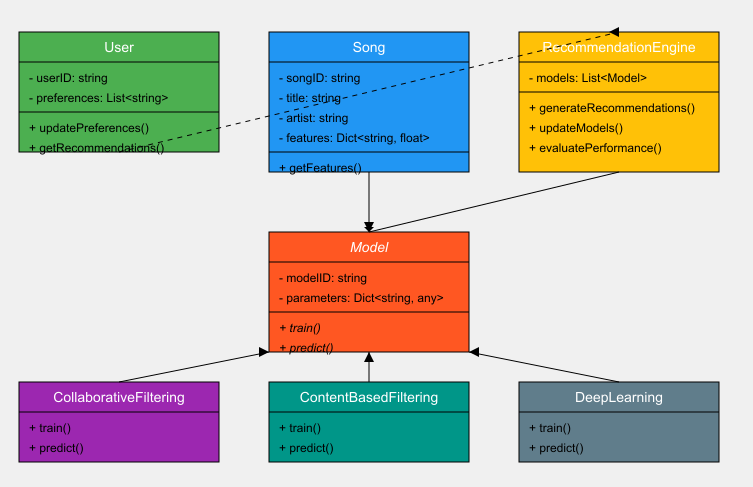 User
- userID: string
- preferences: List<string>
+ updatePreferences()
+ getRecommendations()
Song
- songID: string
- title: string
- artist: string
- features: Dict<string, float>
+ getFeatures()
RecommendationEngine
- models: List<Model>
+ generateRecommendations()
+ updateModels()
+ evaluatePerformance()
Model
- modelID: string
- parameters: Dict<string, any>
+ train()
+ predict()
CollaborativeFiltering
+ train()
+ predict()
ContentBasedFiltering
+ train()
+ predict()
DeepLearning
+ train()
+ predict()